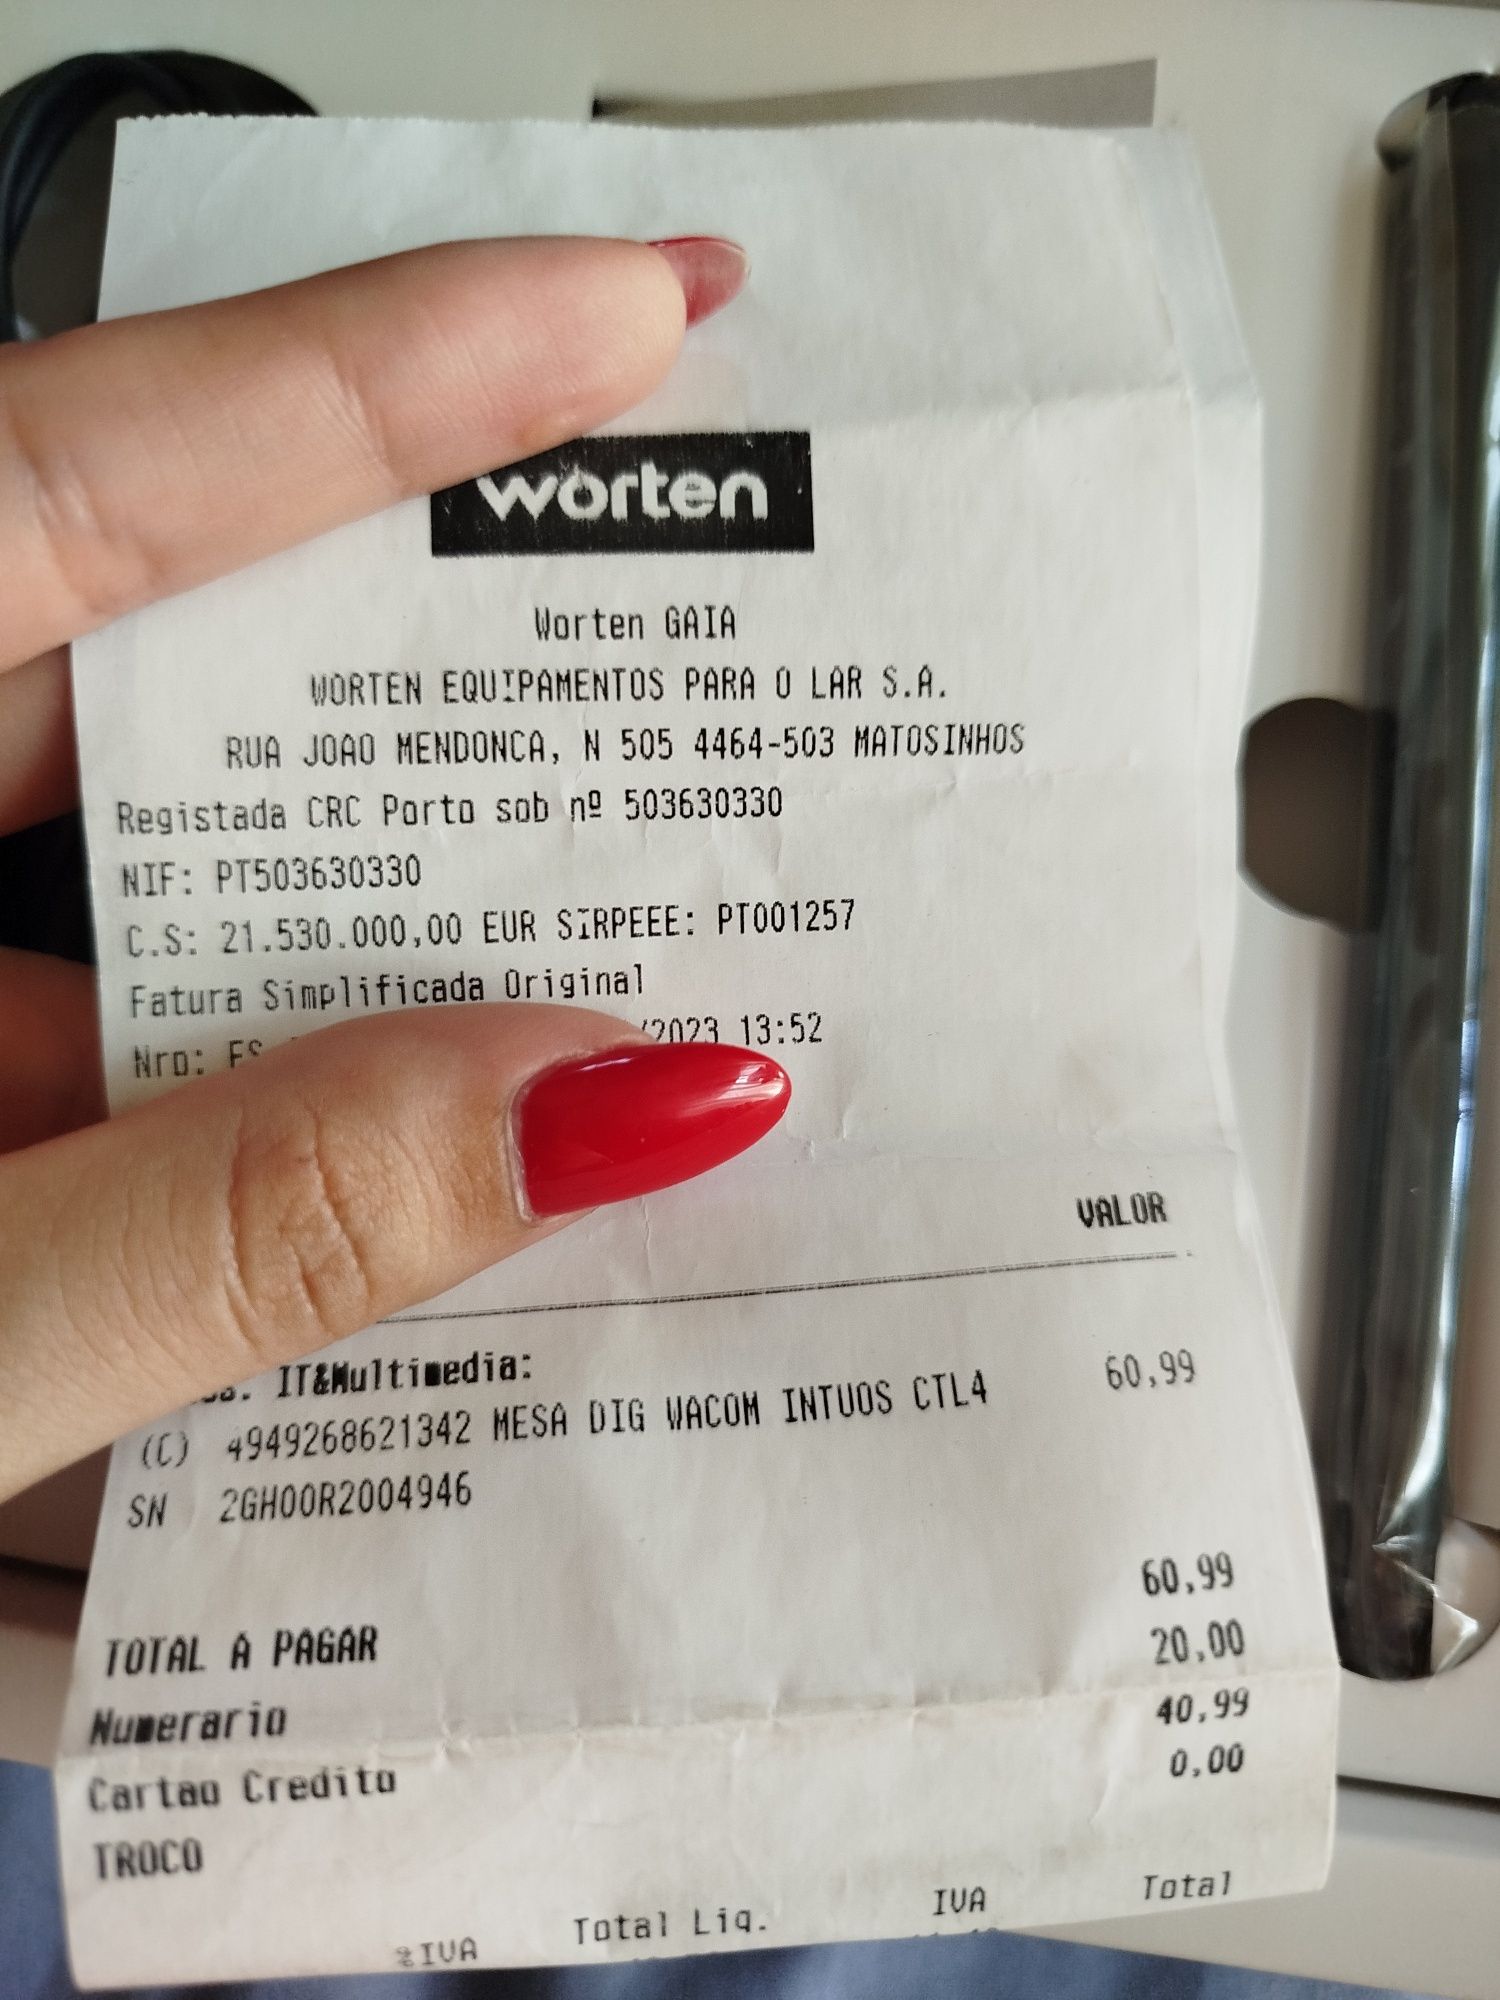 worten
Worten GAIA
WORTEN EQUIPAMENTOS PARA O LAR S.A.
RUA JOAO MENDONCA, N 505 4464-503 MATOSINHOS
Registada CRC Porto sob nº 503630330
NIF: PT503630330
C.S: 21.530.000,00 EUR SIRPEEE: PT001257
Fatura Simplificada Original
Nro: FS /2023 13:52
VALOR
IT&Multimedia:
(C) 4949268621342 MESA DIG WACOM INTUOS CTL4 60,99
SN 2GH00R2004946
TOTAL A PAGAR 60,99
Numerario 20,00
Cartao Credito 40,99
TROCO 0,00
%IVA Total Liq. IVA Total